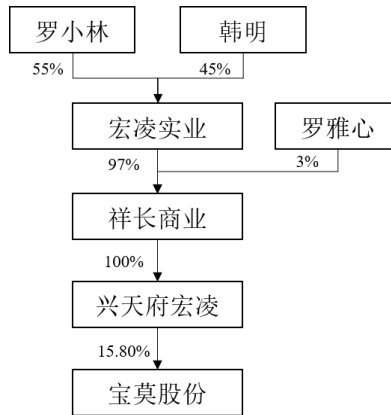 罗小林 韩明
55% 45%
宏凌实业 罗雅心
97% 3%
祥长商业
100%
兴天府宏凌
15.80%
宝莫股份